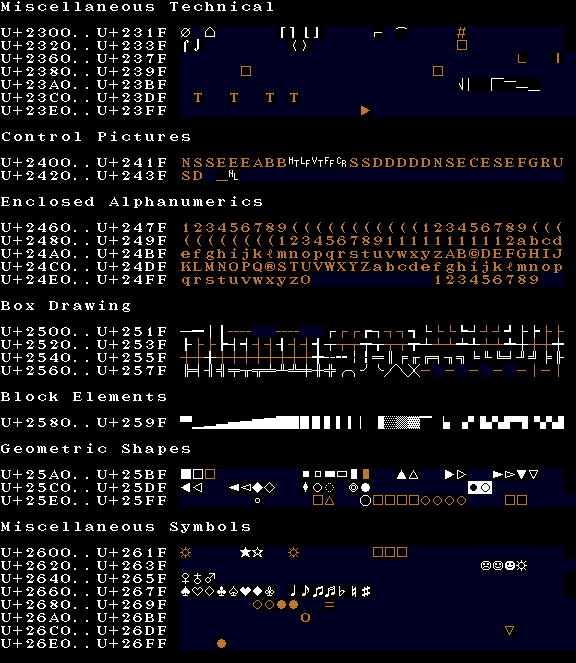 Miscellaneous Technical
U+2300..U+231F
U+2320..U+233F
U+2360..U+237F
U+2380..U+239F
U+23A0..U+23BF
U+23C0..U+23DF T T T T
U+23E0..U+23FF
Control Pictures
U+2400..U+241F NSSEEEABBHTLFVTFFCRSSDDDDDNSECESEFGRU
U+2420..U+243F SD _NL
Enclosed Alphanumerics
U+2460..U+247F 123456789(((((((((((123456789(((
U+2480..U+249F
U+24A0..U+24BF efghijkℓmnopqrstuvwxyzAB©DEFGHIJ
U+24C0..U+24DF KLMNOPQ®STUVWXYZabcdefghijkℓmnop
U+24E0..U+24FF qrstuvwxyz0 123456789
Box Drawing
U+2500..U+251F
U+2520..U+253F
U+2540..U+255F
U+2560..U+257F
Block Elements
U+2580..U+259F
Geometric Shapes
U+25A0..U+25BF
U+25C0..U+25DF
U+25E0..U+25FF
Miscellaneous Symbols
U+2600..U+261F
U+2620..U+263F
U+2640..U+265F
U+2660..U+267F
U+2680..U+269F
U+26A0..U+26BF
U+26C0..U+26DF
U+26E0..U+26FF